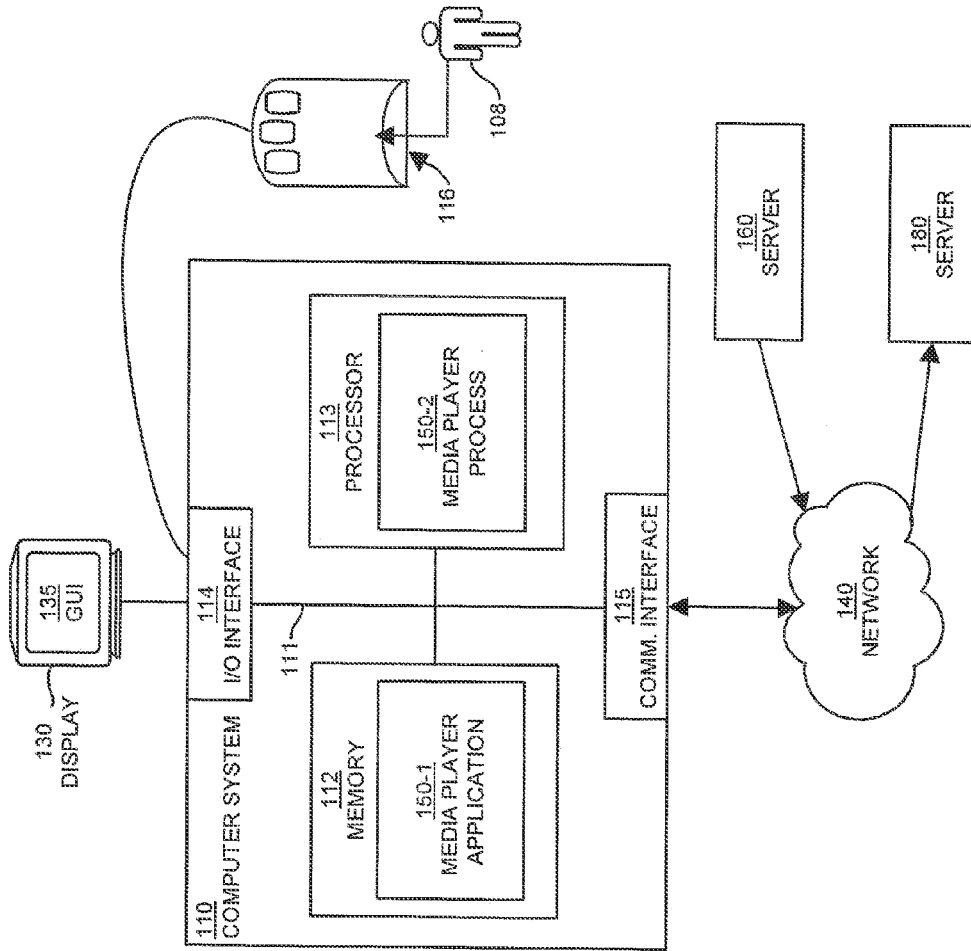 130
DISPLAY
135
GUI
110
COMPUTER SYSTEM
114
I/O INTERFACE
111
112
MEMORY
150-1
MEDIA PLAYER
APPLICATION
113
PROCESSOR
150-2
MEDIA PLAYER
PROCESS
115
COMM. INTERFACE
116
108
140
NETWORK
160
SERVER
180
SERVER